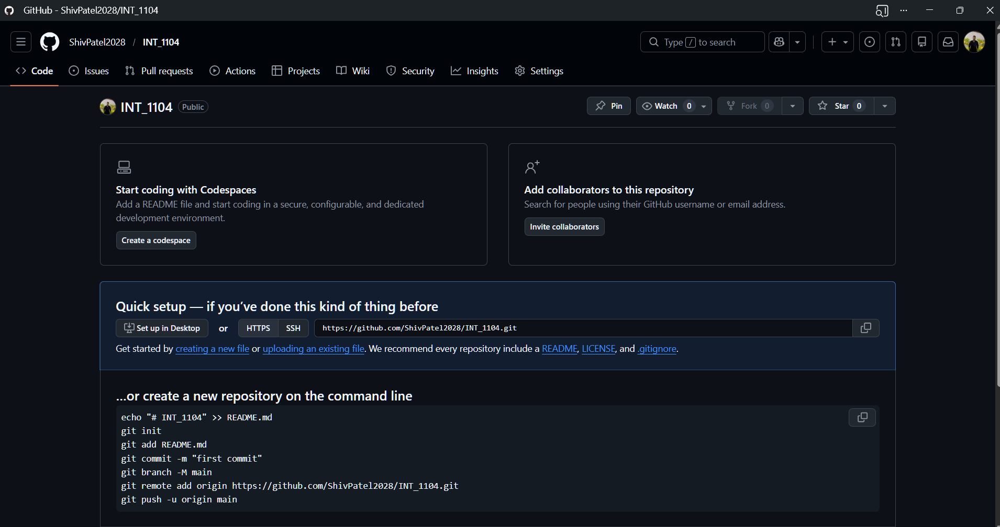 GitHub - ShivPatel2028/INT_1104
ShivPatel2028 / INT_1104
Type / to search
Code Issues Pull requests Actions Projects Wiki Security Insights Settings
INT_1104 Public
Pin Watch 0 Fork 0 Star 0
Start coding with Codespaces
Add a README file and start coding in a secure, configurable, and dedicated
development environment.
Create a codespace
Add collaborators to this repository
Search for people using their GitHub username or email address.
Invite collaborators
Quick setup — if you’ve done this kind of thing before
Set up in Desktop or HTTPS SSH https://github.com/ShivPatel2028/INT_1104.git
Get started by creating a new file or uploading an existing file. We recommend every repository include a README, LICENSE, and .gitignore.
…or create a new repository on the command line
echo "# INT_1104" >> README.md
git init
git add README.md
git commit -m "first commit"
git branch -M main
git remote add origin https://github.com/ShivPatel2028/INT_1104.git
git push -u origin main